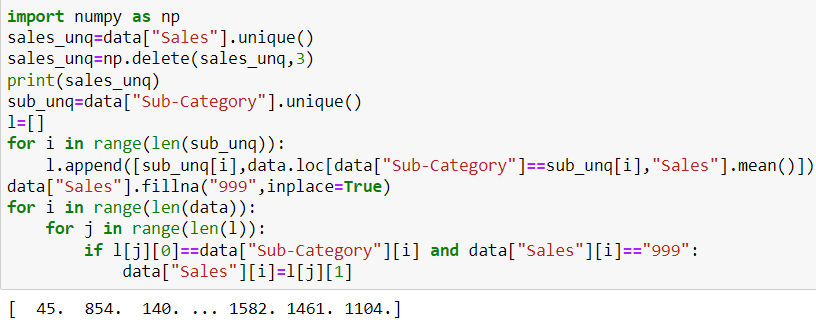 import numpy as np
sales_unq=data["Sales"].unique()
sales_unq=np.delete(sales_unq,3)
print(sales_unq)
sub_unq=data["Sub-Category"].unique()
l=[]
for i in range(len(sub_unq)):
    l.append([sub_unq[i],data.loc[data["Sub-Category"]==sub_unq[i],"Sales"].mean()])
data["Sales"].fillna("999",inplace=True)
for i in range(len(data)):
    for j in range(len(l)):
        if l[j][0]==data["Sub-Category"][i] and data["Sales"][i]=="999":
            data["Sales"][i]=l[j][1]
[  45.  854.  140. ... 1582. 1461. 1104.]